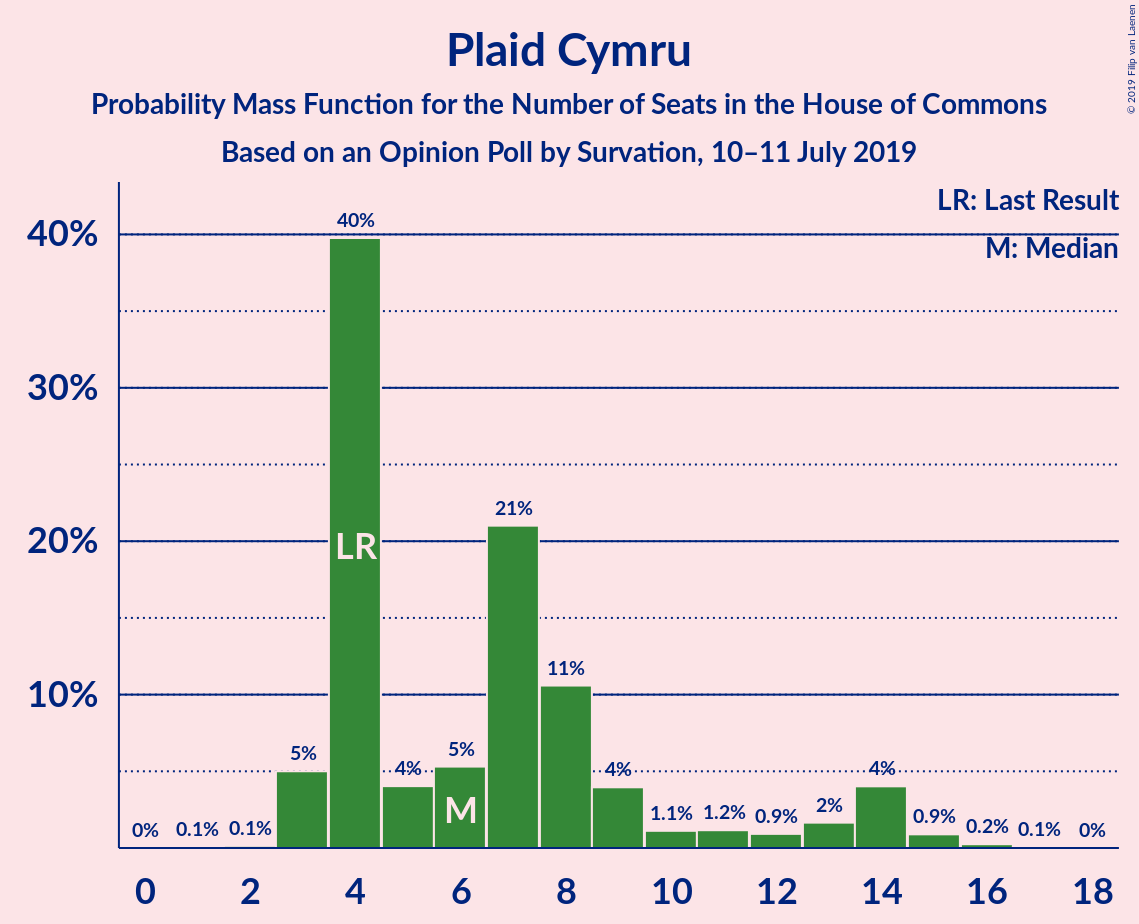 Plaid Cymru
Probability Mass Function for the Number of Seats in the House of Commons
Based on an Opinion Poll by Survation, 10–11 July 2019
© 2019 Filip van Laenen
LR: Last Result
M: Median
40%
30%
20%
10%
0%
0.1%
0.1%
5%
40%
4%
5%
21%
11%
4%
1.1%
1.2%
0.9%
2%
4%
0.9%
0.2%
0.1%
0%
LR
M
0 2 4 6 8 10 12 14 16 18